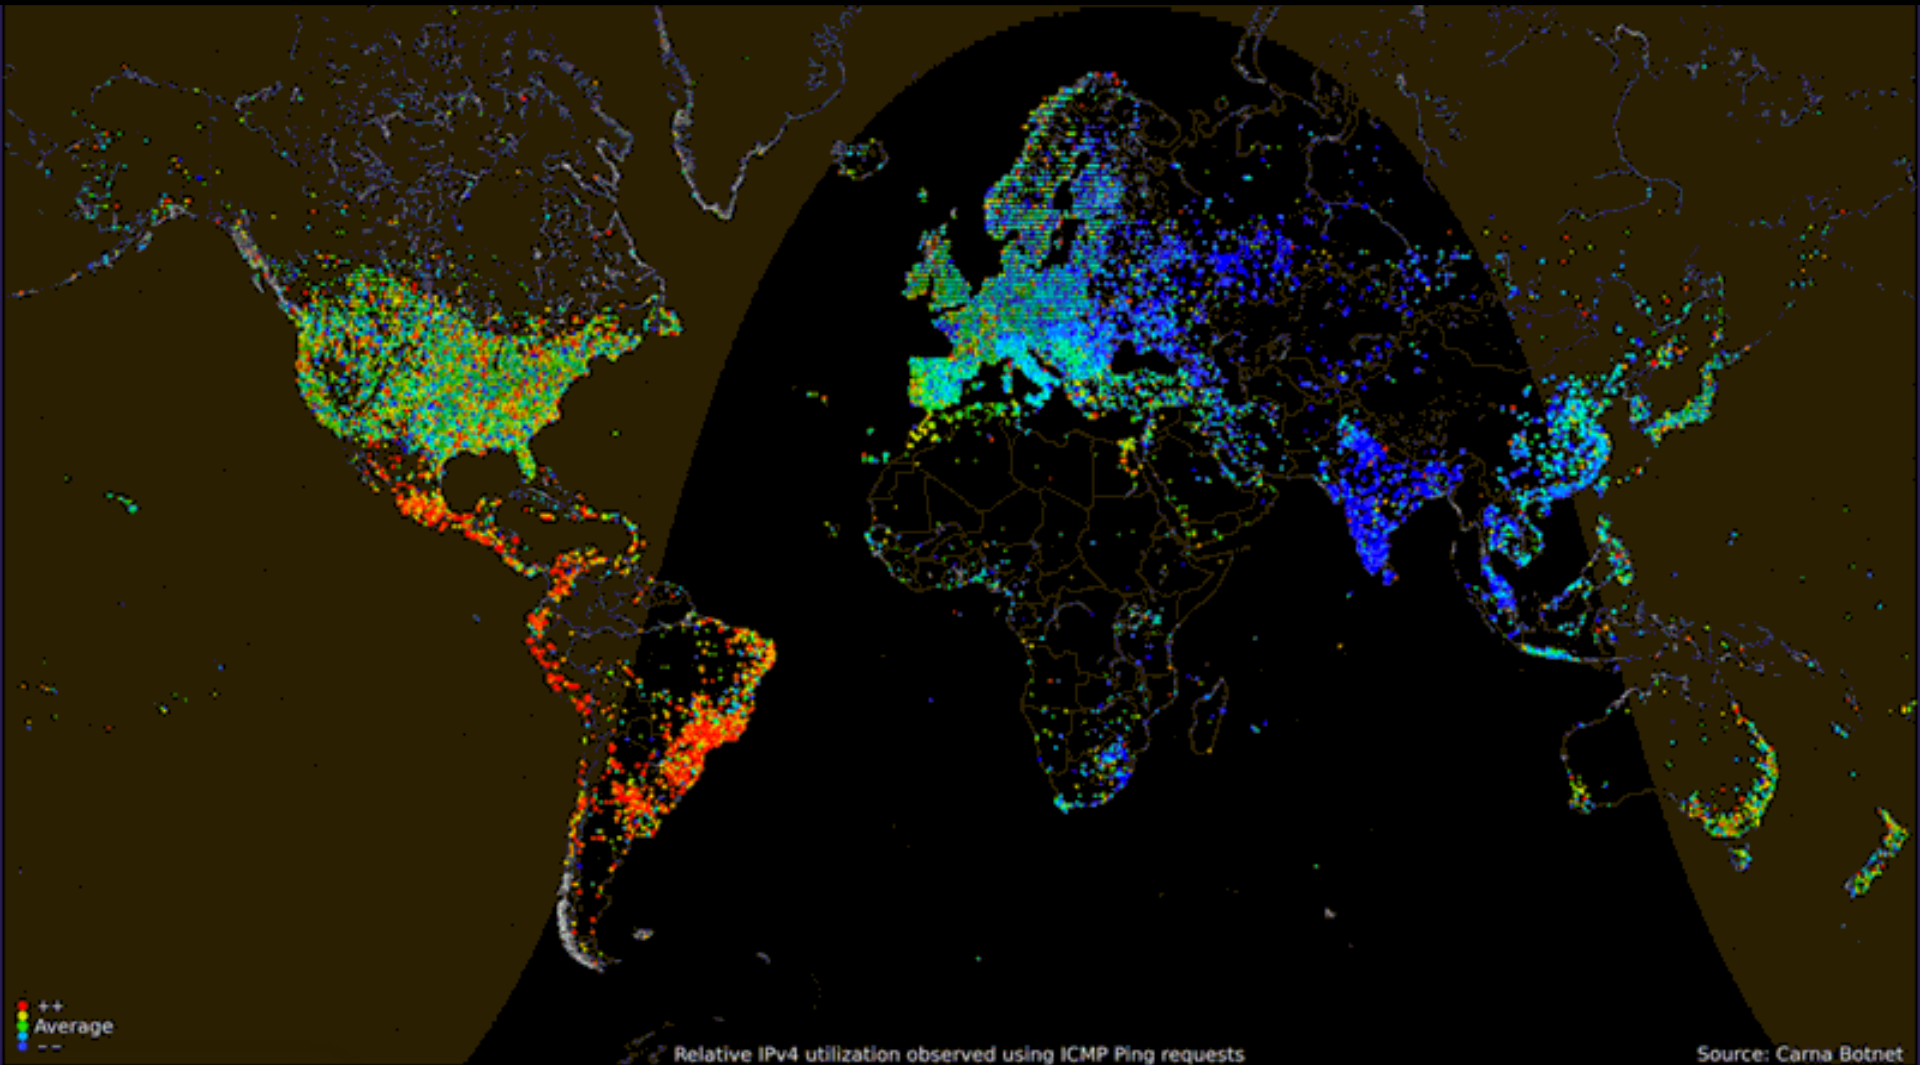 ++
Average
--
Relative IPv4 utilization observed using ICMP Ping requests
Source: Carna Botnet